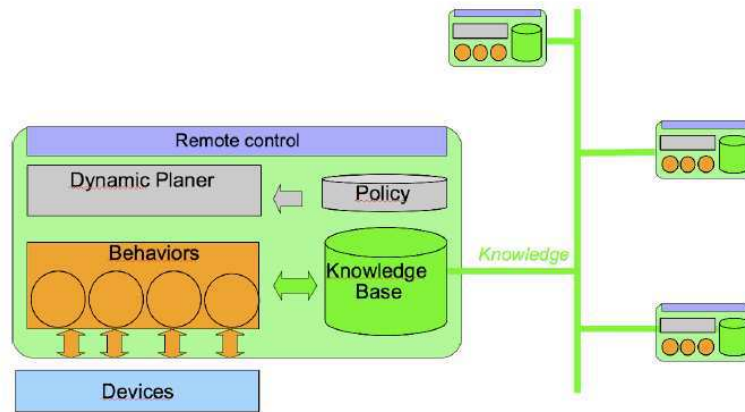 Remote control
Dynamic Planer
Policy
Behaviors
Knowledge
Base
Knowledge
Devices